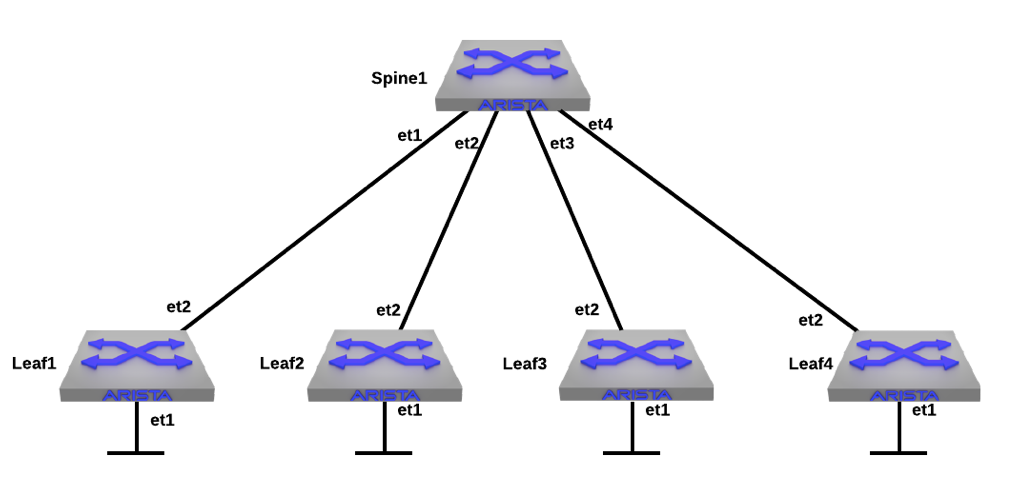 Spine1
ARISTA
et1
et2
et3
et4
et2
et2
et2
et2
Leaf1
Leaf2
Leaf3
Leaf4
ARISTA
ARISTA
ARISTA
ARISTA
et1
et1
et1
et1